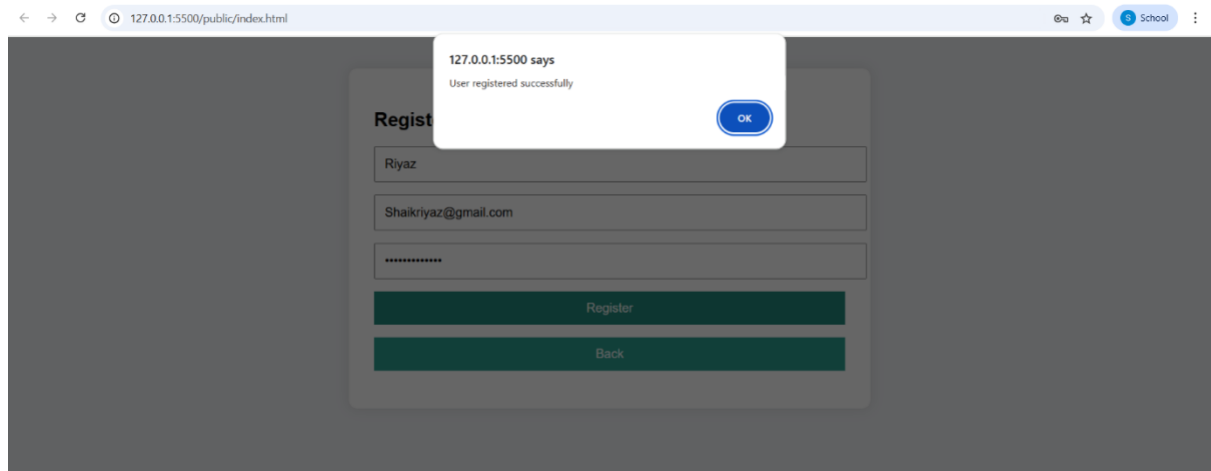 127.0.0.1:5500/public/index.html
S School
127.0.0.1:5500 says
User registered successfully
OK
Regist
Riyaz
Shaikriyaz@gmail.com
•••••••••••••
Register
Back